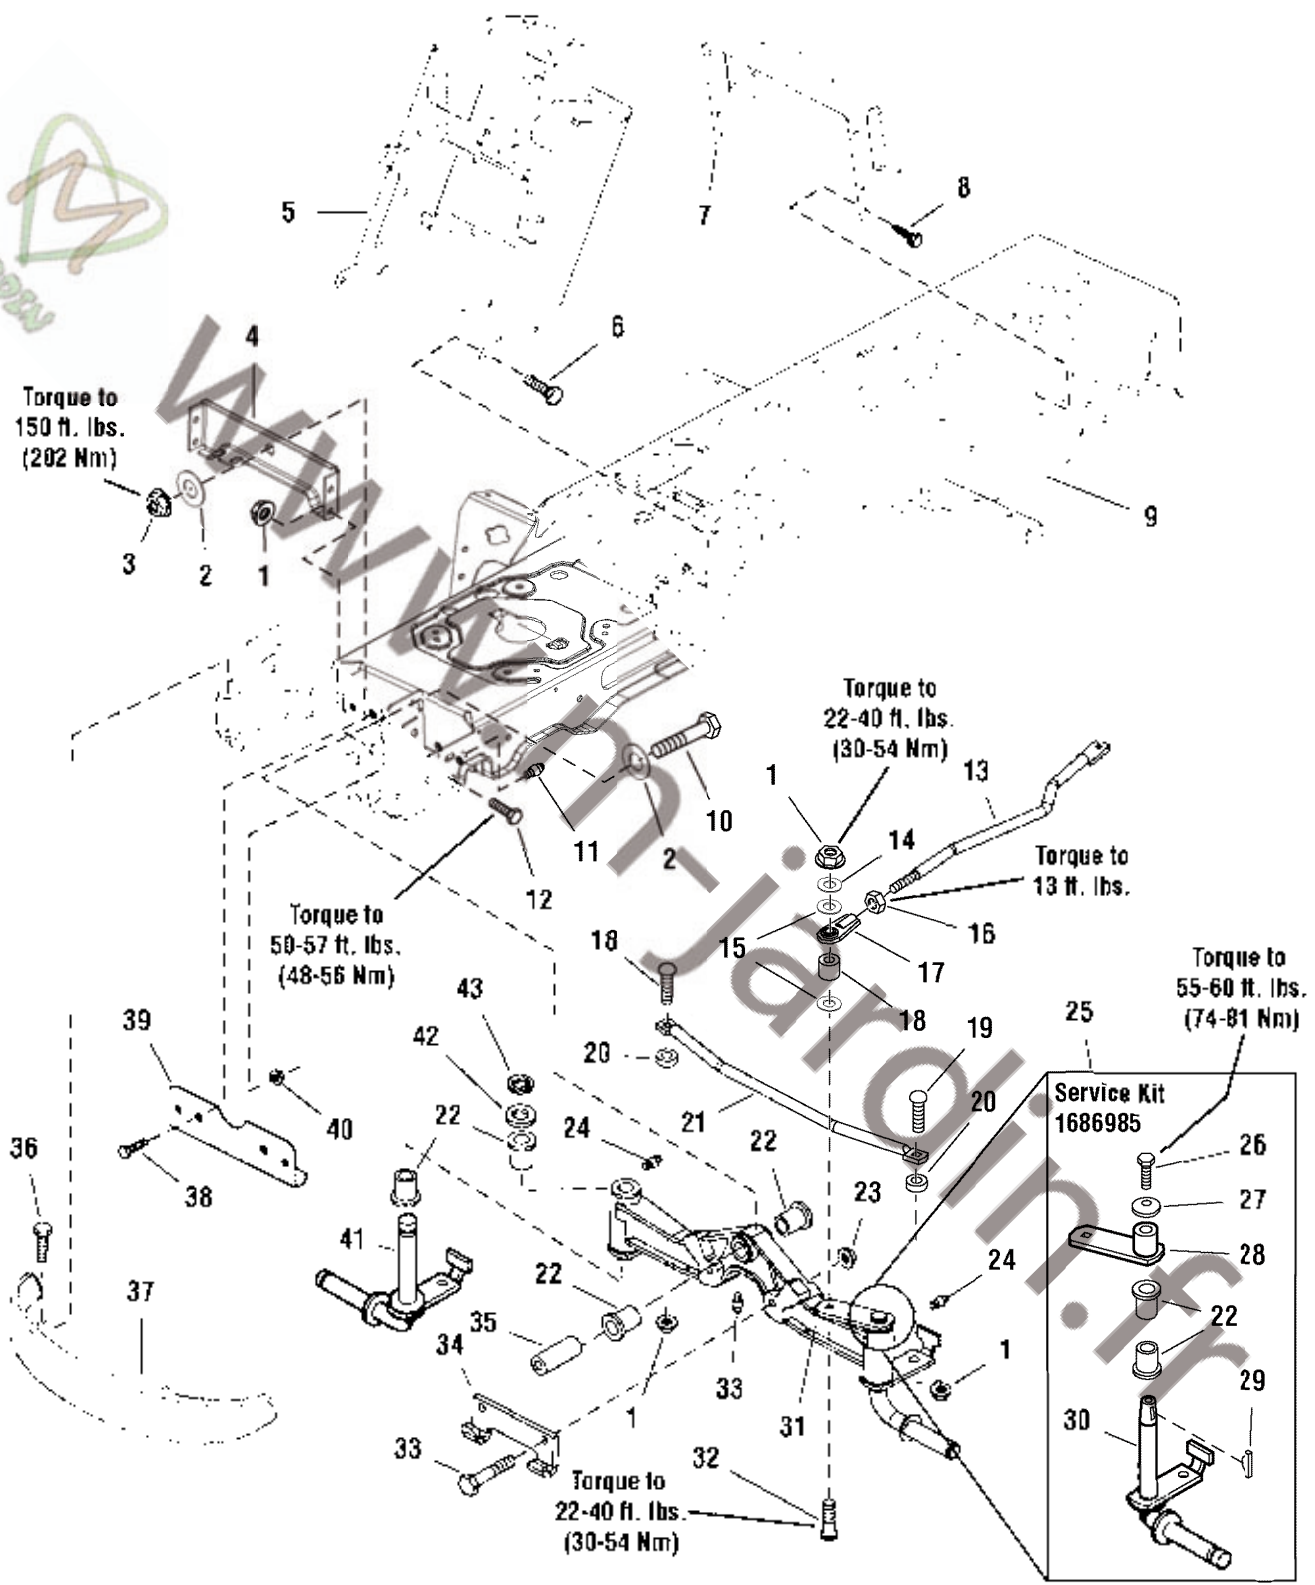 5
7
8
6
4
Torque to
150 ft. lbs.
(202 Nm)
9
3
2
1
Torque to
22-40 ft. lbs.
(30-54 Nm)
1
13
10
11
2
14
12
Torque to
13 ft. lbs.
Torque to
50-57 ft. lbs.
(48-56 Nm)
18
15
16
17
Torque to
55-60 ft. lbs.
(74-81 Nm)
43
39
18
25
42
20
19
Service Kit
1686985
20
22
24
21
22
40
26
36
38
23
27
41
24
28
37
22
35
22
34
1
33
1
29
31
30
33
32
Torque to
22-40 ft. lbs.
(30-54 Nm)
www.mn-jardin.fr